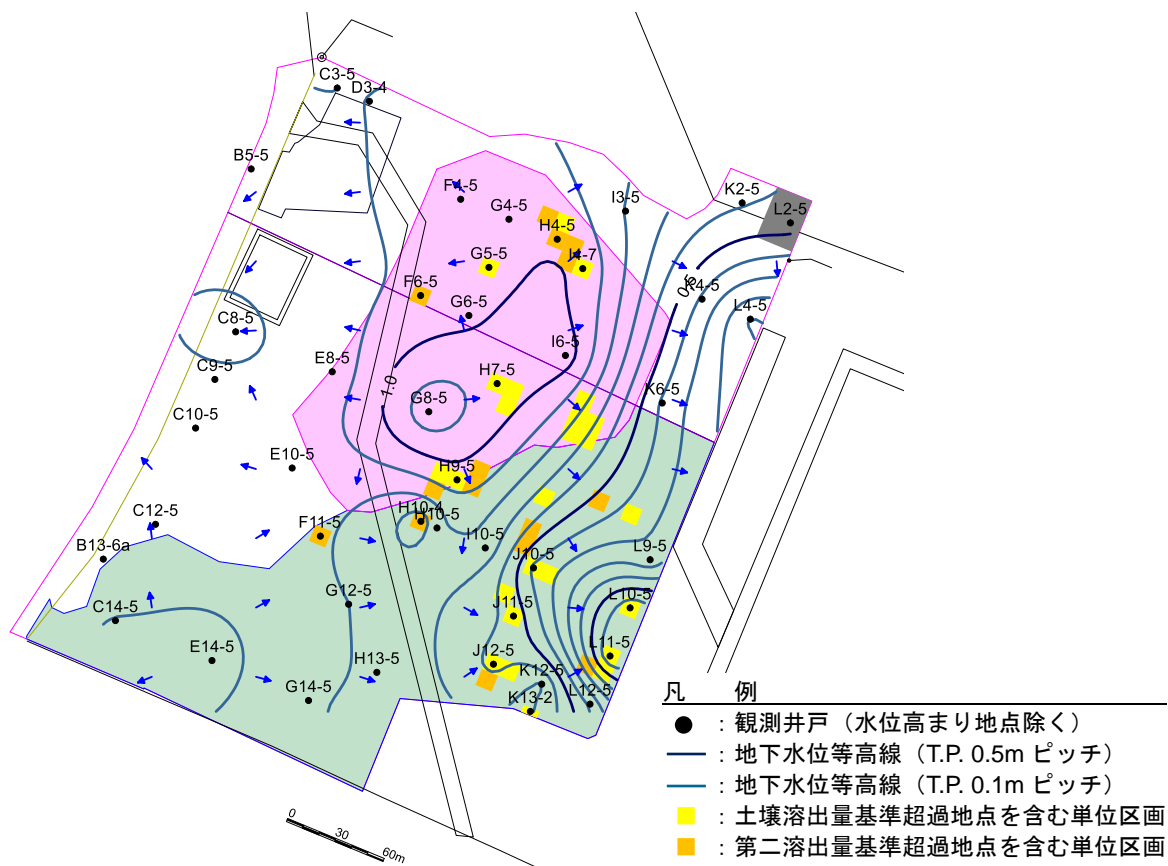 C3-5
D3-4
B5-5
F4-5
G4-5
I3-5
K2-5
L2-5
H4-5
I4-7
G5-5
F6-5
G6-5
0.5
K4-5
L4-5
C8-5
I6-5
E8-5
C9-5
1.0
H7-5
G8-5
K6-5
C10-5
E10-5
H9-5
C12-5
F11-5
H10-4
H10-5
I10-5
B13-6a
J10-5
L9-5
C14-5
G12-5
J11-5
L10-5
E14-5
H13-5
J12-5
L11-5
G14-5
K12-5
K13-2
L12-5
0
30
60m
凡 例
● : 観測井戸（水位高まり地点除く）
: 地下水位等高線（T.P. 0.5m ピッチ）
: 地下水位等高線（T.P. 0.1m ピッチ）
: 土壌溶出量基準超過地点を含む単位区画
: 第二溶出量基準超過地点を含む単位区画